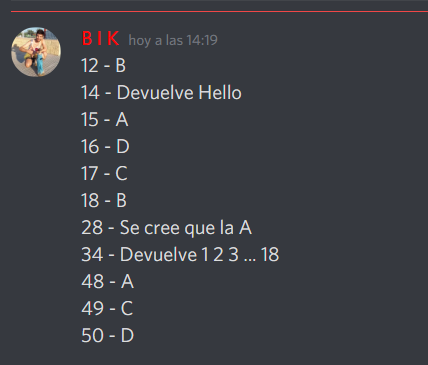 B I K hoy a las 14:19
12 - B
14 - Devuelve Hello
15 - A
16 - D
17 - C
18 - B
28 - Se cree que la A
34 - Devuelve 1 2 3 ... 18
48 - A
49 - C
50 - D